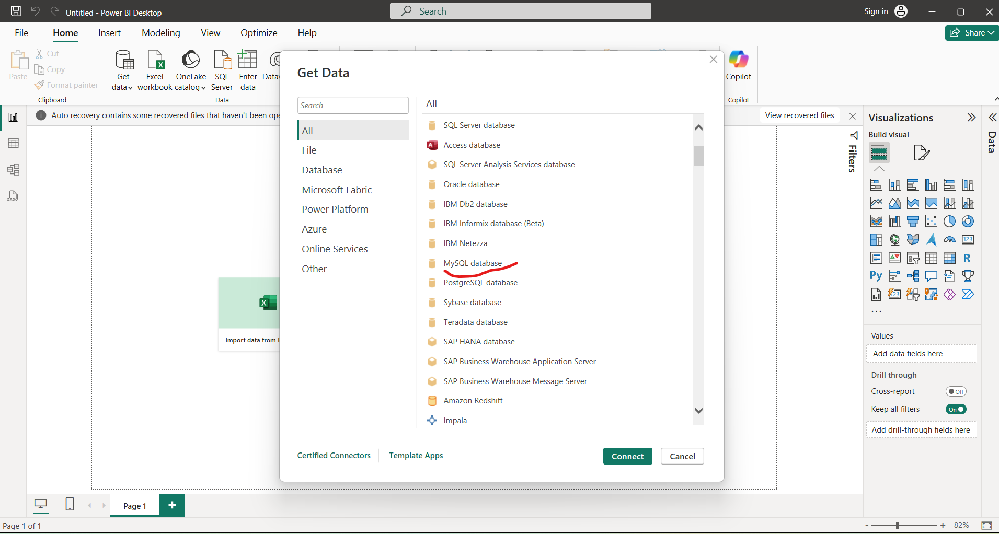 Untitled - Power BI Desktop
Search
Sign in
File Home Insert Modeling View Optimize Help
Share
Paste
Cut
Copy
Format painter
Clipboard
Get data
Excel workbook
OneLake catalog
SQL Server
Enter data
Data
Copilot
Copilot
Auto recovery contains some recovered files that haven't been
View recovered files
Get Data
Search
All
File
Database
Microsoft Fabric
Power Platform
Azure
Online Services
Other
All
SQL Server database
Access database
SQL Server Analysis Services database
Oracle database
IBM Db2 database
IBM Informix database (Beta)
IBM Netezza
MySQL database
PostgreSQL database
Sybase database
Teradata database
SAP HANA database
SAP Business Warehouse Application Server
SAP Business Warehouse Message Server
Amazon Redshift
Impala
Certified Connectors
Template Apps
Connect
Cancel
Import data from
Filters
Visualizations
Build visual
123
R
Py
123
Values
Add data fields here
Drill through
Cross-report
Off
Keep all filters
On
Add drill-through fields here
Data
DAX
Page 1
Page 1 of 1
- + 82%